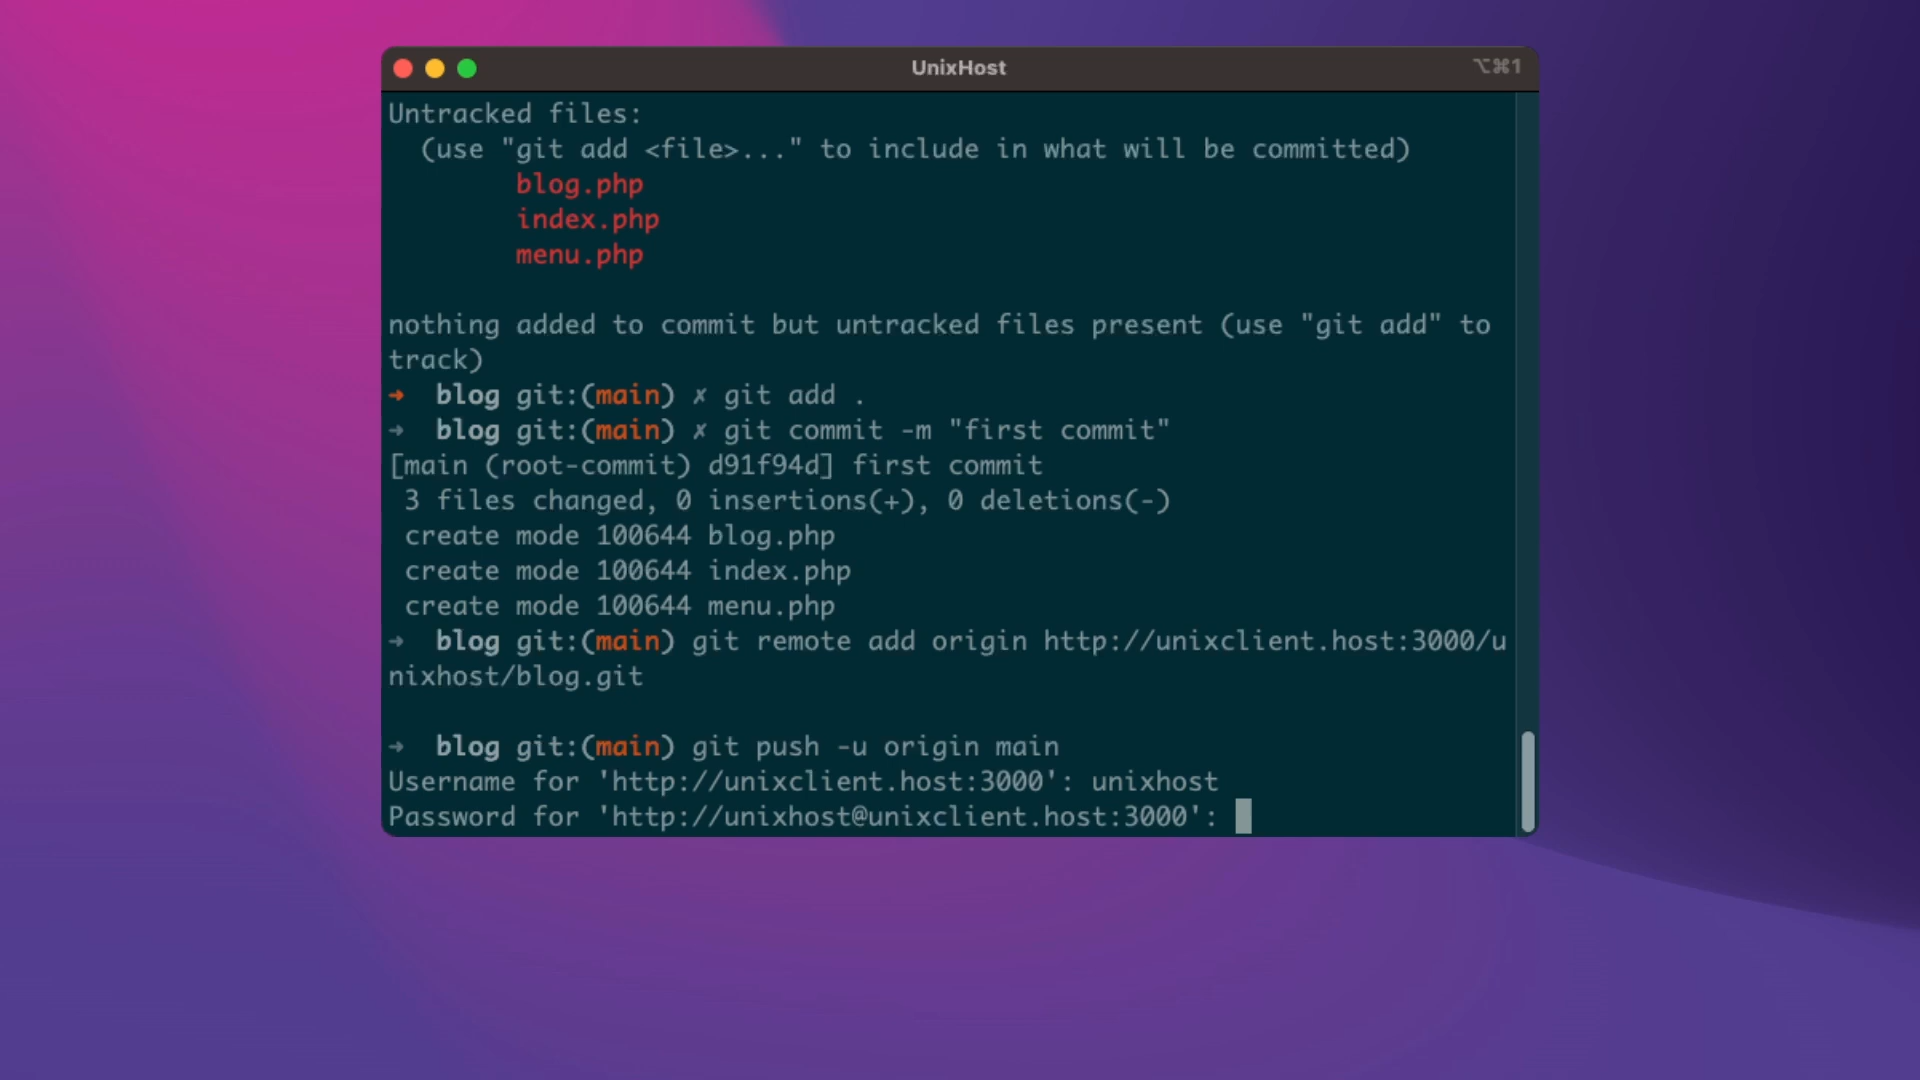 UnixHost
⌥⌘1
Untracked files:
  (use "git add <file>..." to include in what will be committed)
        blog.php
        index.php
        menu.php
nothing added to commit but untracked files present (use "git add" to
track)
➜  blog git:(main) ✗ git add .
➜  blog git:(main) ✗ git commit -m "first commit"
[main (root-commit) d91f94d] first commit
 3 files changed, 0 insertions(+), 0 deletions(-)
 create mode 100644 blog.php
 create mode 100644 index.php
 create mode 100644 menu.php
➜  blog git:(main) git remote add origin http://unixclient.host:3000/u
nixhost/blog.git
➜  blog git:(main) git push -u origin main
Username for 'http://unixclient.host:3000': unixhost
Password for 'http://unixhost@unixclient.host:3000':